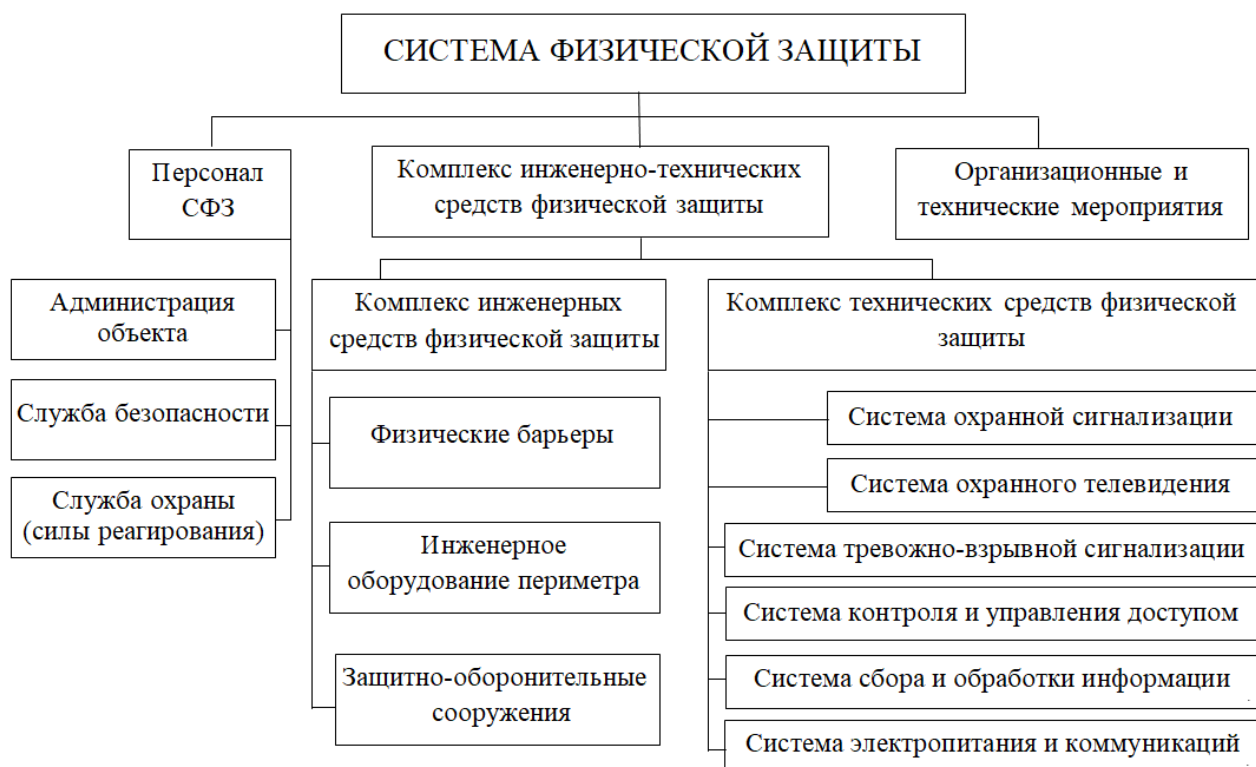 СИСТЕМА ФИЗИЧЕСКОЙ ЗАЩИТЫ
Персонал
СФЗ
Комплекс инженерно-технических
средств физической защиты
Организационные и
технические мероприятия
Администрация
объекта
Служба безопасности
Служба охраны
(силы реагирования)
Комплекс инженерных
средств физической защиты
Физические барьеры
Инженерное
оборудование периметра
Защитно-оборонительные
сооружения
Комплекс технических средств физической
защиты
Система охранной сигнализации
Система охранного телевидения
Система тревожно-взрывной сигнализации
Система контроля и управления доступом
Система сбора и обработки информации
Система электропитания и коммуникаций